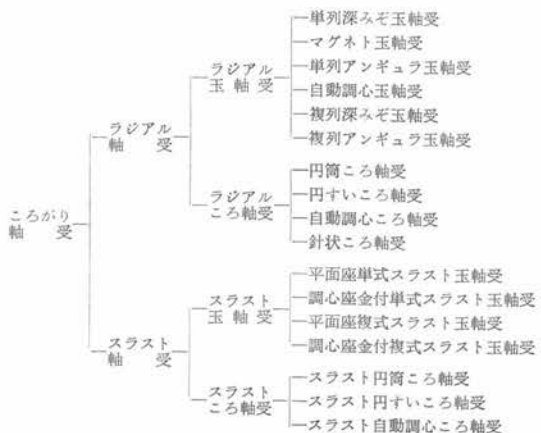 ころがり
軸受
ラジアル
軸受
ラジアル
玉軸受
単列深みぞ玉軸受
マグネト玉軸受
単列アンギュラ玉軸受
自動調心玉軸受
複列深みぞ玉軸受
複列アンギュラ玉軸受
ラジアル
ころ軸受
円筒ころ軸受
円すいころ軸受
自動調心ころ軸受
針状ころ軸受
スラスト
軸受
スラスト
玉軸受
平面座単式スラスト玉軸受
調心座金付単式スラスト玉軸受
平面座複式スラスト玉軸受
調心座金付複式スラスト玉軸受
スラスト
ころ軸受
スラスト円筒ころ軸受
スラスト円すいころ軸受
スラスト自動調心ころ軸受